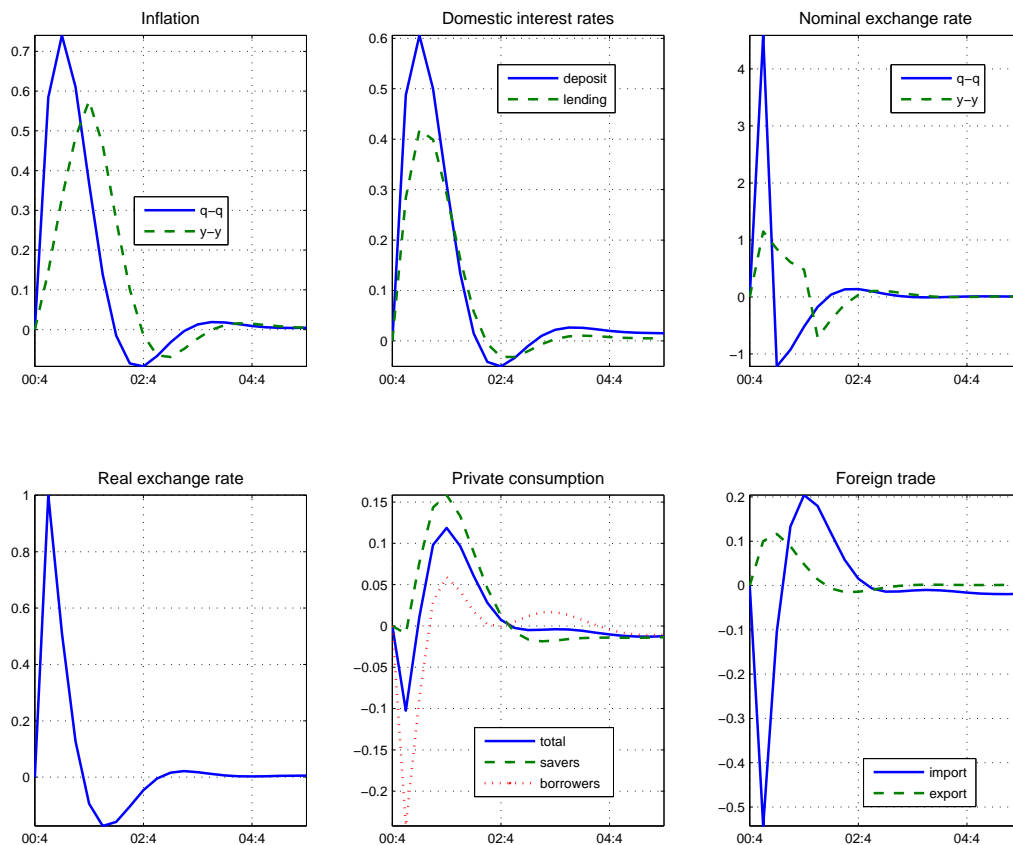 Inflation
0.7
0.6
0.5
0.4
0.3
0.2
0.1
0
q−q
y−y
00:4 02:4 04:4
Domestic interest rates
0.6
0.5
0.4
0.3
0.2
0.1
0
deposit
lending
00:4 02:4 04:4
Nominal exchange rate
4
3
2
1
0
−1
q−q
y−y
00:4 02:4 04:4
Real exchange rate
1
0.8
0.6
0.4
0.2
0
00:4 02:4 04:4
Private consumption
0.15
0.1
0.05
0
−0.05
−0.1
−0.15
−0.2
total
savers
borrowers
00:4 02:4 04:4
Foreign trade
0.2
0.1
0
−0.1
−0.2
−0.3
−0.4
−0.5
import
export
00:4 02:4 04:4